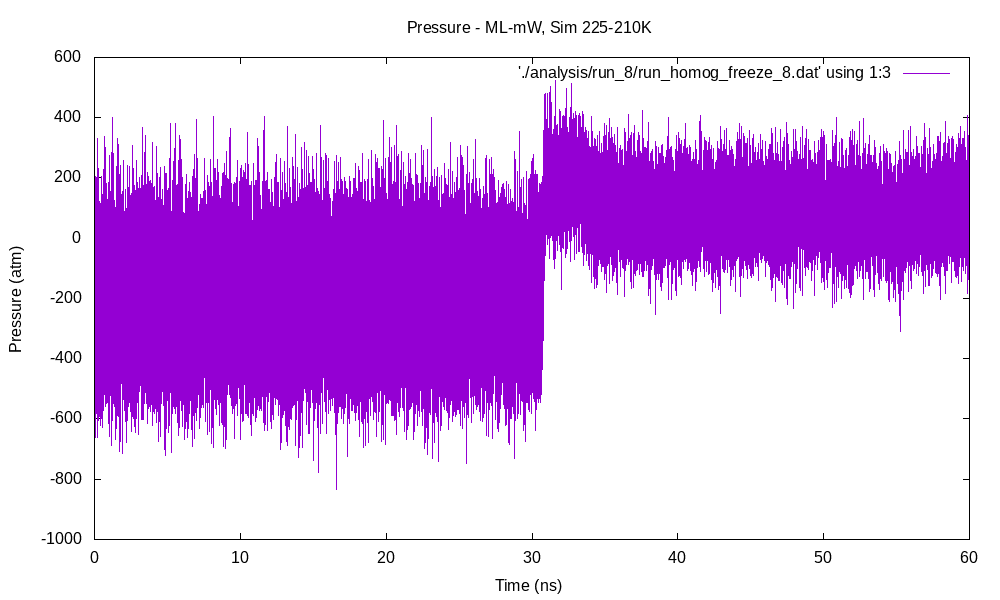 Pressure - ML-mW, Sim 225-210K
'./analysis/run_8/run_homog_freeze_8.dat' using 1:3
600
400
200
0
-200
-400
-600
-800
-1000
Pressure (atm)
0 10 20 30 40 50 60
Time (ns)